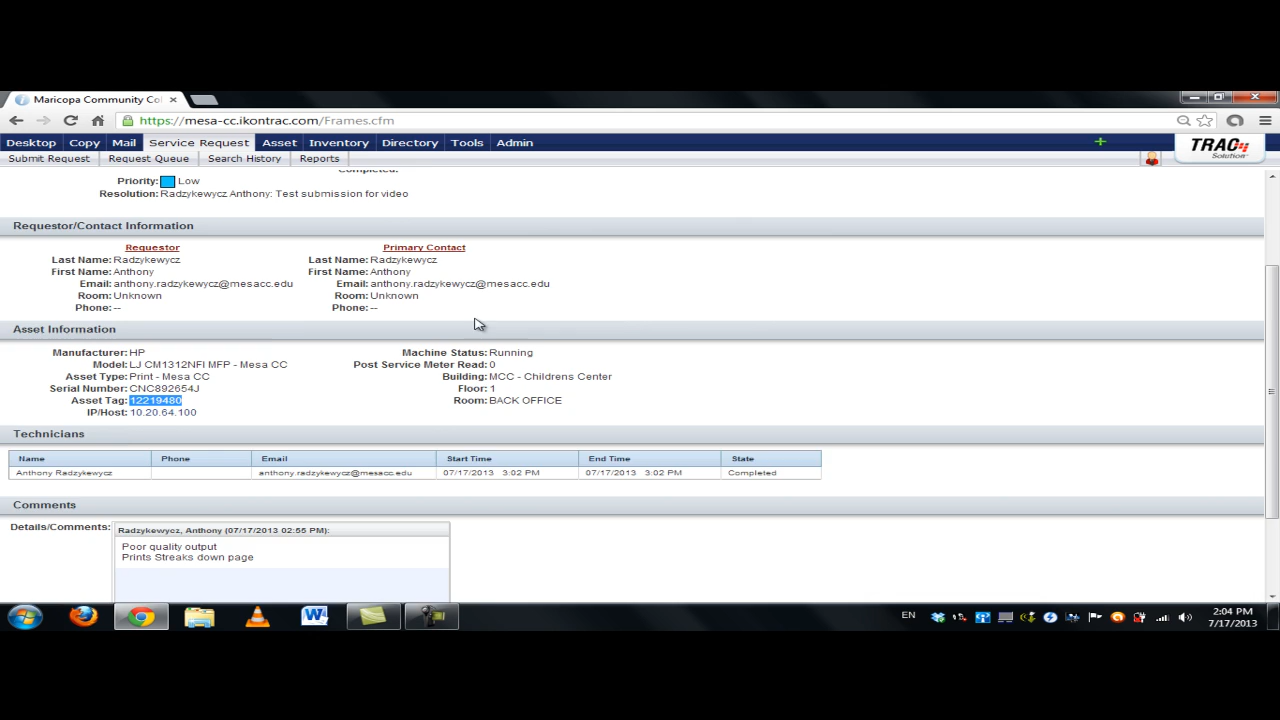 Maricopa Community Col
https://mesa-cc.ikontrac.com/Frames.cfm
Desktop Copy Mail Service Request Asset Inventory Directory Tools Admin
TRAC Solution
Submit Request Request Queue Search History Reports
Completed:
Priority: Low
Resolution: Radzykewycz Anthony: Test submission for video
Requestor/Contact Information
Requestor Primary Contact
Last Name: Radzykewycz Last Name: Radzykewycz
First Name: Anthony First Name: Anthony
Email: anthony.radzykewycz@mesacc.edu Email: anthony.radzykewycz@mesacc.edu
Room: Unknown Room: Unknown
Phone: -- Phone: --
Asset Information
Manufacturer: HP Machine Status: Running
Model: LJ CM1312NFI MFP - Mesa CC Post Service Meter Read: 0
Asset Type: Print - Mesa CC Building: MCC - Childrens Center
Serial Number: CNC892654J Floor: 1
Asset Tag: 12219480 Room: BACK OFFICE
IP/Host: 10.20.64.100
Technicians
Name Phone Email Start Time End Time State
Anthony Radzykewycz anthony.radzykewycz@mesacc.edu 07/17/2013 3:02 PM 07/17/2013 3:02 PM Completed
Comments
Details/Comments: Radzykewycz, Anthony (07/17/2013 02:55 PM):
Poor quality output
Prints Streaks down page
EN 2:04 PM
7/17/2013